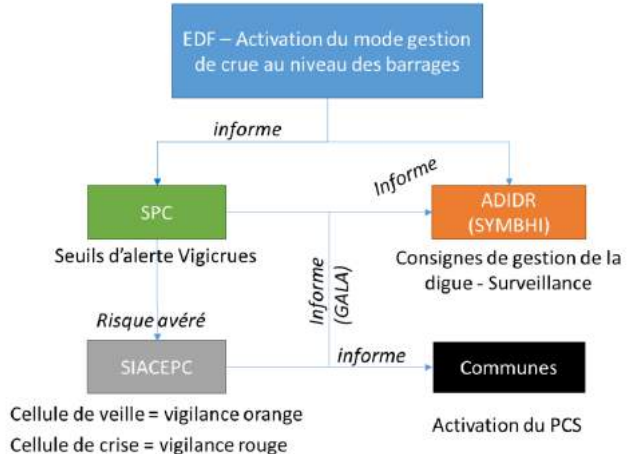 EDF – Activation du mode gestion
de crue au niveau des barrages
informe
Informe
SPC
ADIDR
(SYMBHI)
Seuils d'alerte Vigicrues
Consignes de gestion de la
digue - Surveillance
Informe
(GALA)
Risque avéré
informe
SIACEPC
Communes
Cellule de veille = vigilance orange
Cellule de crise = vigilance rouge
Activation du PCS